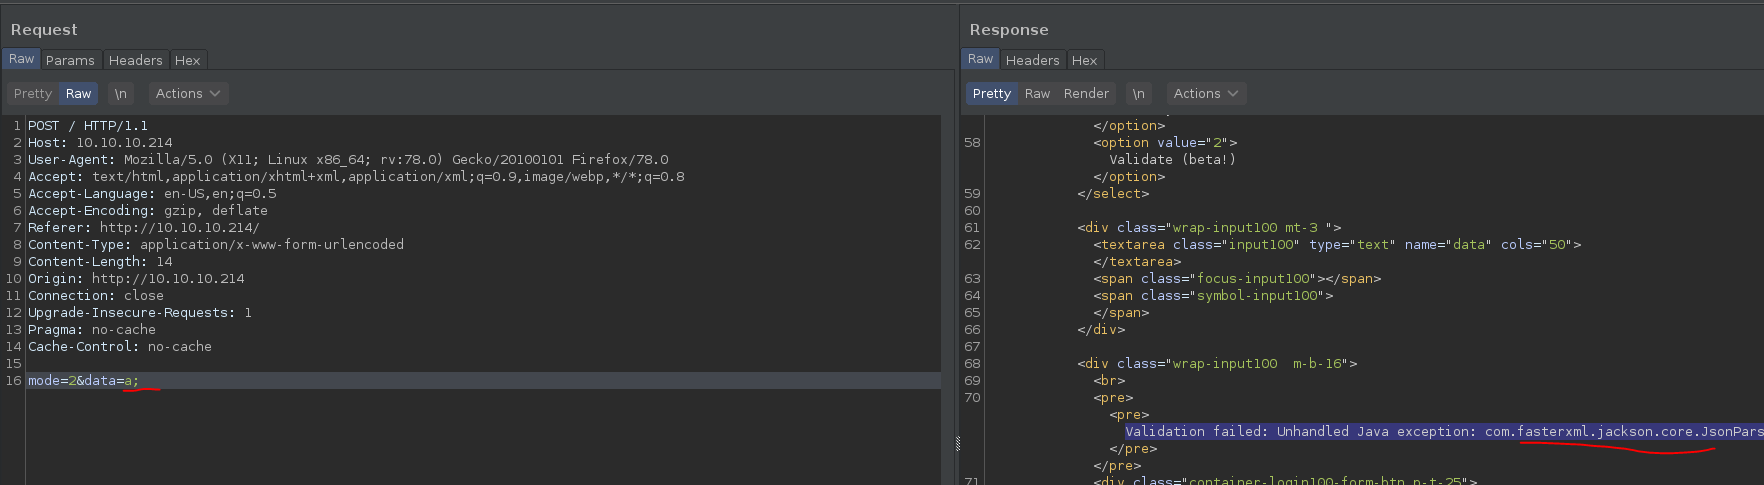 Request
Raw Params Headers Hex
Pretty Raw \n Actions
1 POST / HTTP/1.1
2 Host: 10.10.10.214
3 User-Agent: Mozilla/5.0 (X11; Linux x86_64; rv:78.0) Gecko/20100101 Firefox/78.0
4 Accept: text/html,application/xhtml+xml,application/xml;q=0.9,image/webp,*/*;q=0.8
5 Accept-Language: en-US,en;q=0.5
6 Accept-Encoding: gzip, deflate
7 Referer: http://10.10.10.214/
8 Content-Type: application/x-www-form-urlencoded
9 Content-Length: 14
10 Origin: http://10.10.10.214
11 Connection: close
12 Upgrade-Insecure-Requests: 1
13 Pragma: no-cache
14 Cache-Control: no-cache
15
16 mode=2&data=a;
Response
Raw Headers Hex
Pretty Raw Render \n Actions
</option>
58 <option value="2">
Validate (beta!)
</option>
59 </select>
60
61 <div class="wrap-input100 mt-3 ">
62 <textarea class="input100" type="text" name="data" cols="50">
</textarea>
63 <span class="focus-input100"></span>
64 <span class="symbol-input100">
65 </span>
66 </div>
67
68 <div class="wrap-input100  m-b-16">
69 <br>
70 <pre>
<pre>
Validation failed: Unhandled Java exception: com.fasterxml.jackson.core.JsonPars
</pre>
</pre>
71 <div class="container-login100-form-btn p-t-25">